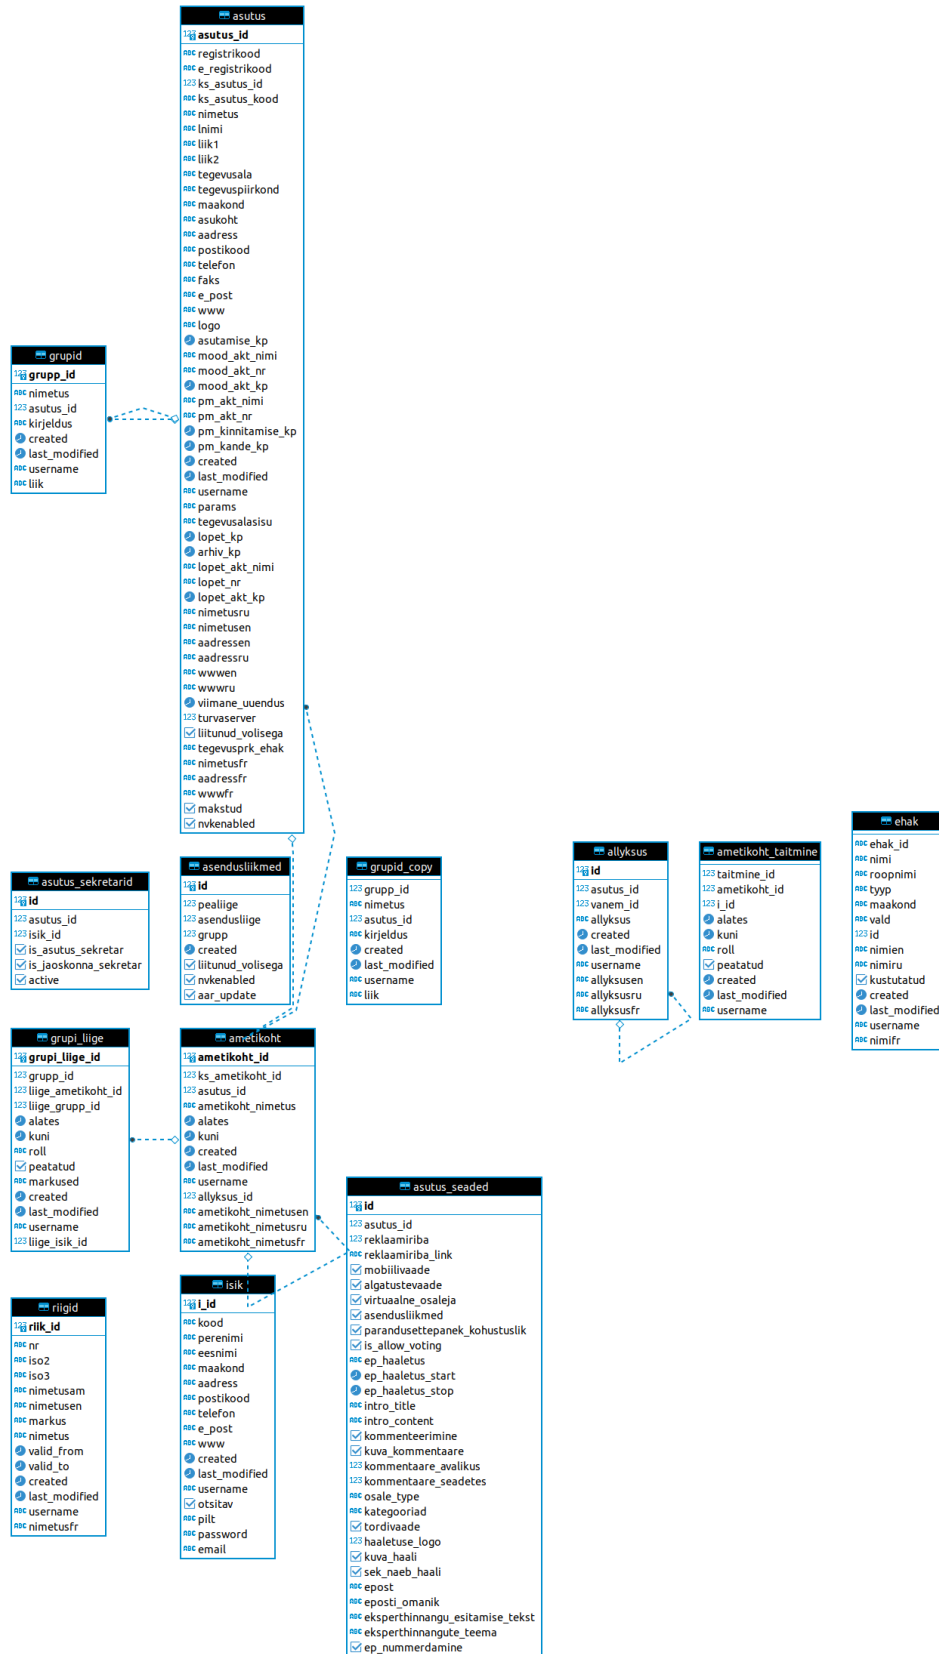 asutus
asutus_id
registrikood
e_registrikood
ks_asutus_id
ks_asutus_kood
nimetus
lnimi
liik1
liik2
tegevusala
tegevuspiirkond
maakond
asukoht
aadress
postikood
telefon
faks
e_post
www
logo
asutamise_kp
mood_akt_nimi
mood_akt_nr
mood_akt_kp
pm_akt_nimi
pm_akt_nr
pm_kinnitamise_kp
pm_kande_kp
created
last_modified
username
params
tegevusalasisu
lopet_kp
arhiv_kp
lopet_akt_nimi
lopet_nr
lopet_akt_kp
nimetusru
nimetusen
aadressen
aadressru
wwwen
wwwru
viimane_uuendus
turvaserver
liitunud_volisega
tegevusprk_ehak
nimetusfr
aadressfr
wwwfr
makstud
nvkenabled
grupid
grupp_id
nimetus
asutus_id
kirjeldus
created
last_modified
username
liik
asutus_sekretarid
id
asutus_id
isik_id
is_asutus_sekretar
is_jaoskonna_sekretar
active
asendusliikmed
id
pealiige
asendusliige
grupp
created
liitunud_volisega
nvkenabled
aar_update
grupid_copy
grupp_id
nimetus
asutus_id
kirjeldus
created
last_modified
username
liik
allyksus
id
asutus_id
vanem_id
allyksus
created
last_modified
username
allyksusen
allyksusru
allyksusfr
ametikoht_taitmine
taitmine_id
ametikoht_id
i_id
alates
kuni
roll
peatatud
created
last_modified
username
ehak
ehak_id
nimi
roopnimi
tyyp
maakond
vald
id
nimien
nimiru
kustutatud
created
last_modified
username
nimifr
grupi_liige
grupi_liige_id
grupp_id
liige_ametikoht_id
liige_grupp_id
alates
kuni
roll
peatatud
markused
created
last_modified
username
liige_isik_id
ametikoht
ametikoht_id
ks_ametikoht_id
asutus_id
ametikoht_nimetus
alates
kuni
created
last_modified
username
allyksus_id
ametikoht_nimetusen
ametikoht_nimetusru
ametikoht_nimetusfr
asutus_seaded
id
asutus_id
reklaamiriba
reklaamiriba_link
mobiilivaade
algatustevaade
virtuaalne_osaleja
asendusliikmed
parandusettepanek_kohustuslik
is_allow_voting
ep_haaletus
ep_haaletus_start
ep_haaletus_stop
intro_title
intro_content
kommenteerimine
kuva_kommentaare
kommentaare_avalikus
kommentaare_seadetes
osale_type
kategooriad
tordivaade
haaletuse_logo
kuva_haali
sek_naeb_haali
epost
eposti_omanik
eksperthinnangu_esitamise_tekst
eksperthinnangute_teema
ep_nummerdamine
riigid
riik_id
nr
iso2
iso3
nimetusam
nimetusen
markus
nimetus
valid_from
valid_to
created
last_modified
username
nimetusfr
isik
i_id
kood
perenimi
eesnimi
maakond
aadress
postikood
telefon
e_post
www
created
last_modified
username
otsitav
pilt
password
email